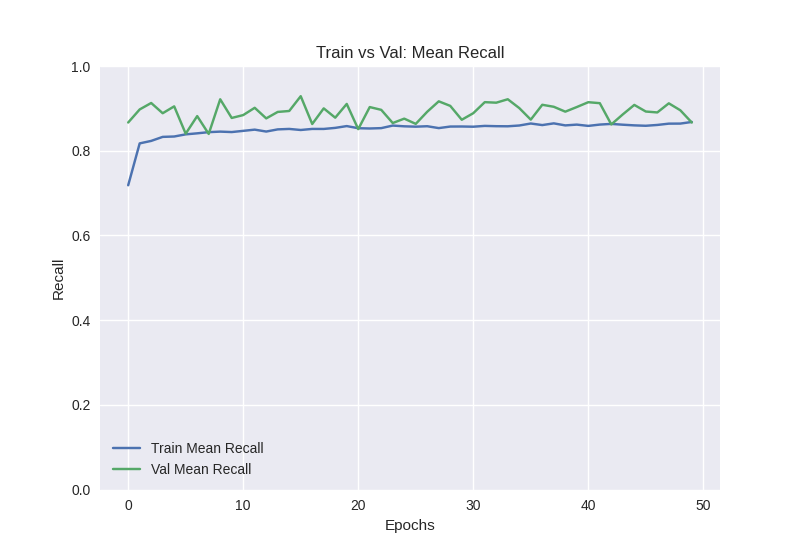 Train vs Val: Mean Recall
1.0
0.8
0.6
0.4
0.2
0.0
Recall
Train Mean Recall
Val Mean Recall
0 10 20 30 40 50
Epochs